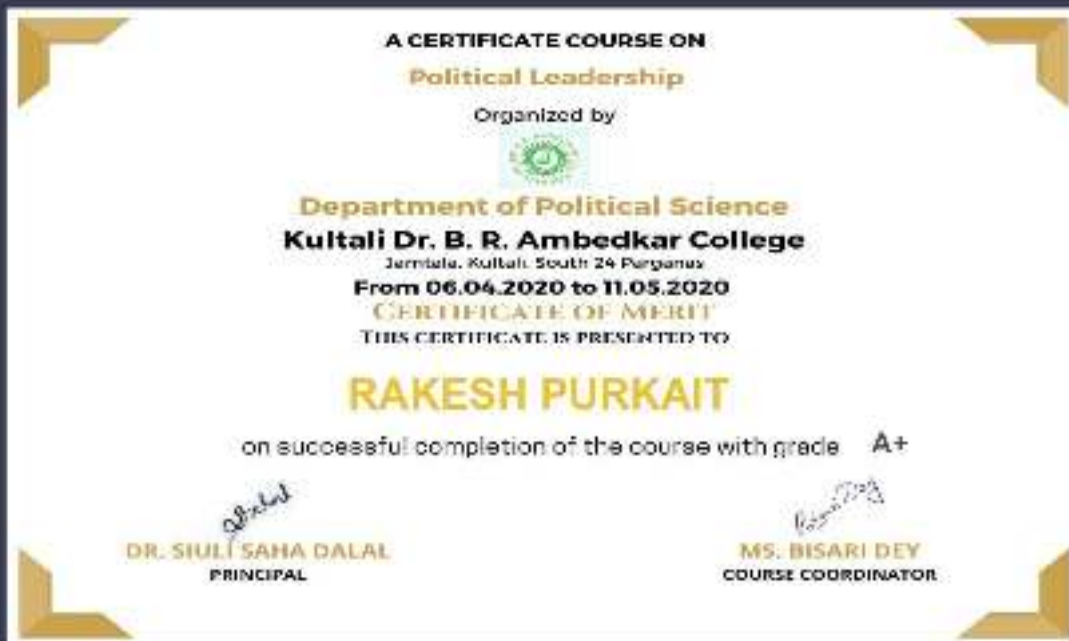 A CERTIFICATE COURSE ON
Political Leadership
Organized by
Department of Political Science
Kultali Dr. B. R. Ambedkar College
Jamtala, Kultali, South 24 Parganas
From 06.04.2020 to 11.05.2020
CERTIFICATE OF MERIT
THIS CERTIFICATE IS PRESENTED TO
RAKESH PURKAIT
on successful completion of the course with grade A+
DR. SIULI SAHA DALAL
PRINCIPAL
MS. BISARI DEY
COURSE COORDINATOR